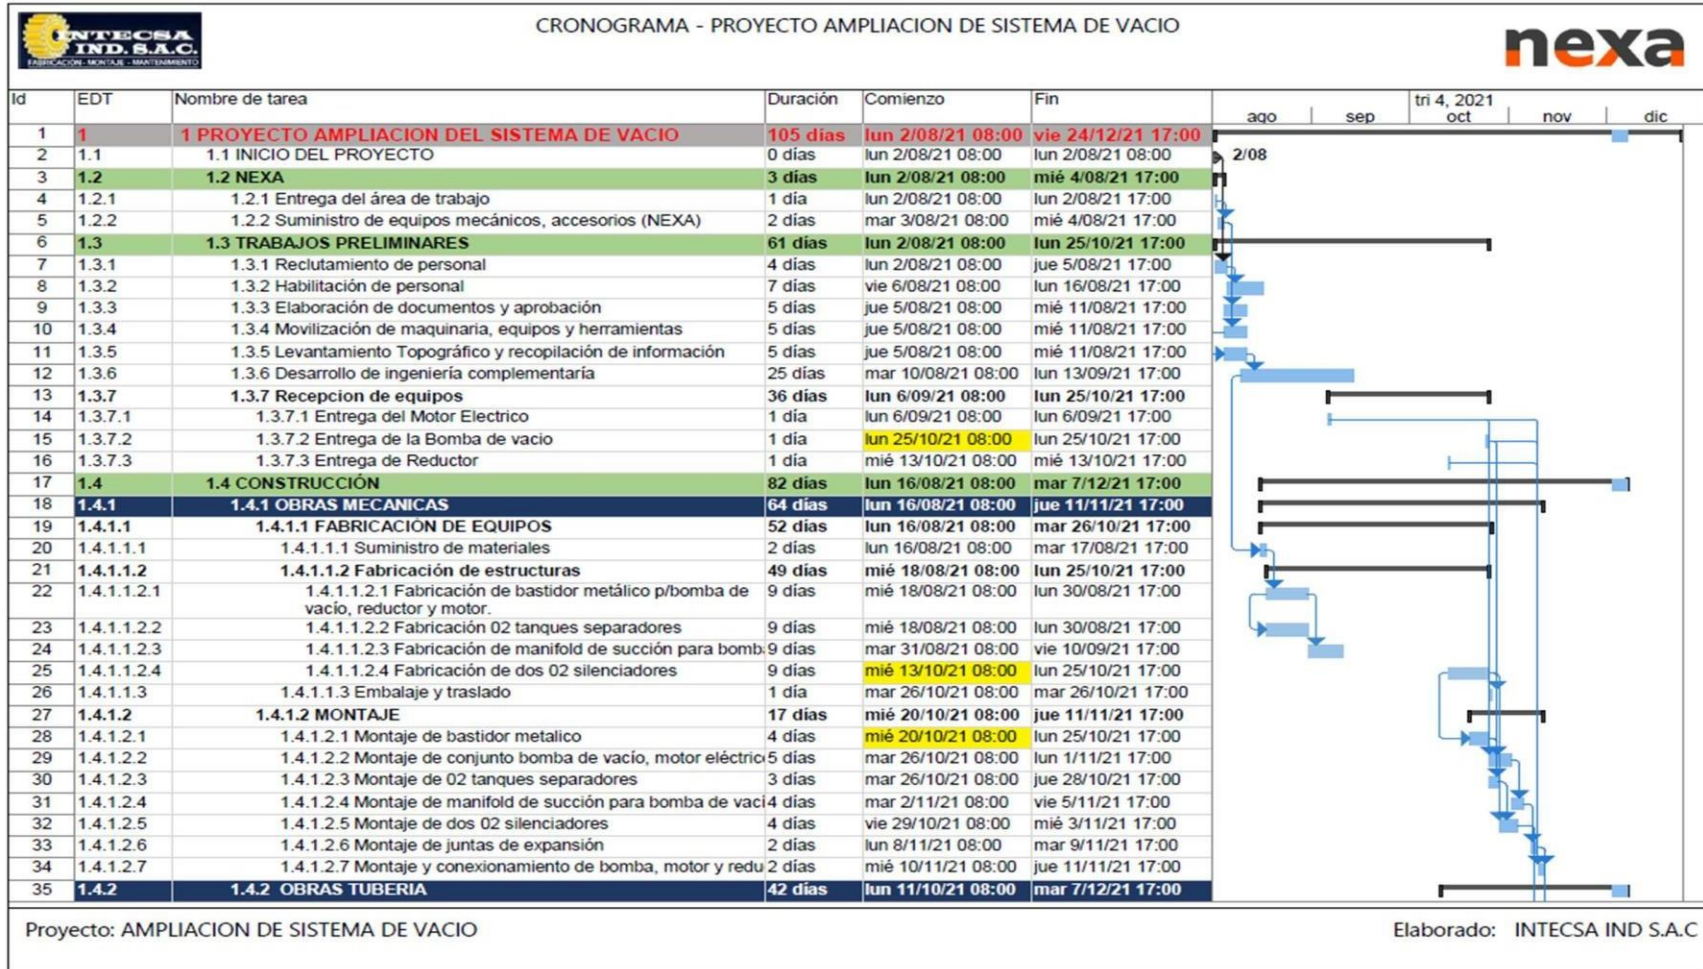 INTECSA
IND. S.A.C.
FABRICACIÓN - MONTAJE - MANTENIMIENTO
CRONOGRAMA - PROYECTO AMPLIACION DE SISTEMA DE VACIO
nexa
Id EDT Nombre de tarea Duración Comienzo Fin
tri 4, 2021
ago sep oct nov dic
1 1 1 PROYECTO AMPLIACION DEL SISTEMA DE VACIO 105 días lun 2/08/21 08:00 vie 24/12/21 17:00
2 1.1 1.1 INICIO DEL PROYECTO 0 días lun 2/08/21 08:00 lun 2/08/21 08:00 2/08
3 1.2 1.2 NEXA 3 días lun 2/08/21 08:00 mié 4/08/21 17:00
4 1.2.1 1.2.1 Entrega del área de trabajo 1 día lun 2/08/21 08:00 lun 2/08/21 17:00
5 1.2.2 1.2.2 Suministro de equipos mecánicos, accesorios (NEXA) 2 días mar 3/08/21 08:00 mié 4/08/21 17:00
6 1.3 1.3 TRABAJOS PRELIMINARES 61 días lun 2/08/21 08:00 lun 25/10/21 17:00
7 1.3.1 1.3.1 Reclutamiento de personal 4 días lun 2/08/21 08:00 jue 5/08/21 17:00
8 1.3.2 1.3.2 Habilitación de personal 7 días vie 6/08/21 08:00 lun 16/08/21 17:00
9 1.3.3 1.3.3 Elaboración de documentos y aprobación 5 días jue 5/08/21 08:00 mié 11/08/21 17:00
10 1.3.4 1.3.4 Movilización de maquinaria, equipos y herramientas 5 días jue 5/08/21 08:00 mié 11/08/21 17:00
11 1.3.5 1.3.5 Levantamiento Topográfico y recopilación de información 5 días jue 5/08/21 08:00 mié 11/08/21 17:00
12 1.3.6 1.3.6 Desarrollo de ingeniería complementaría 25 días mar 10/08/21 08:00 lun 13/09/21 17:00
13 1.3.7 1.3.7 Recepcion de equipos 36 días lun 6/09/21 08:00 lun 25/10/21 17:00
14 1.3.7.1 1.3.7.1 Entrega del Motor Electrico 1 día lun 6/09/21 08:00 lun 6/09/21 17:00
15 1.3.7.2 1.3.7.2 Entrega de la Bomba de vacio 1 día lun 25/10/21 08:00 lun 25/10/21 17:00
16 1.3.7.3 1.3.7.3 Entrega de Reductor 1 día mié 13/10/21 08:00 mié 13/10/21 17:00
17 1.4 1.4 CONSTRUCCIÓN 82 días lun 16/08/21 08:00 mar 7/12/21 17:00
18 1.4.1 1.4.1 OBRAS MECANICAS 64 días lun 16/08/21 08:00 jue 11/11/21 17:00
19 1.4.1.1 1.4.1.1 FABRICACIÓN DE EQUIPOS 52 días lun 16/08/21 08:00 mar 26/10/21 17:00
20 1.4.1.1.1 1.4.1.1.1 Suministro de materiales 2 días lun 16/08/21 08:00 mar 17/08/21 17:00
21 1.4.1.1.2 1.4.1.1.2 Fabricación de estructuras 49 días mié 18/08/21 08:00 lun 25/10/21 17:00
22 1.4.1.1.2.1 1.4.1.1.2.1 Fabricación de bastidor metálico p/bomba de 9 días mié 18/08/21 08:00 lun 30/08/21 17:00
vacío, reductor y motor.
23 1.4.1.1.2.2 1.4.1.1.2.2 Fabricación 02 tanques separadores 9 días mié 18/08/21 08:00 lun 30/08/21 17:00
24 1.4.1.1.2.3 1.4.1.1.2.3 Fabricación de manifold de succión para bomb 9 días mar 31/08/21 08:00 vie 10/09/21 17:00
25 1.4.1.1.2.4 1.4.1.1.2.4 Fabricación de dos 02 silenciadores 9 días mié 13/10/21 08:00 lun 25/10/21 17:00
26 1.4.1.1.3 1.4.1.1.3 Embalaje y traslado 1 día mar 26/10/21 08:00 mar 26/10/21 17:00
27 1.4.1.2 1.4.1.2 MONTAJE 17 días mié 20/10/21 08:00 jue 11/11/21 17:00
28 1.4.1.2.1 1.4.1.2.1 Montaje de bastidor metalico 4 días mié 20/10/21 08:00 lun 25/10/21 17:00
29 1.4.1.2.2 1.4.1.2.2 Montaje de conjunto bomba de vacío, motor eléctric 5 días mar 26/10/21 08:00 lun 1/11/21 17:00
30 1.4.1.2.3 1.4.1.2.3 Montaje de 02 tanques separadores 3 días mar 26/10/21 08:00 jue 28/10/21 17:00
31 1.4.1.2.4 1.4.1.2.4 Montaje de manifold de succión para bomba de vací 4 días mar 2/11/21 08:00 vie 5/11/21 17:00
32 1.4.1.2.5 1.4.1.2.5 Montaje de dos 02 silenciadores 4 días vie 29/10/21 08:00 mié 3/11/21 17:00
33 1.4.1.2.6 1.4.1.2.6 Montaje de juntas de expansión 2 días lun 8/11/21 08:00 mar 9/11/21 17:00
34 1.4.1.2.7 1.4.1.2.7 Montaje y conexionamiento de bomba, motor y redu 2 días mié 10/11/21 08:00 jue 11/11/21 17:00
35 1.4.2 1.4.2 OBRAS TUBERIA 42 días lun 11/10/21 08:00 mar 7/12/21 17:00
Proyecto: AMPLIACION DE SISTEMA DE VACIO
Elaborado: INTECSA IND S.A.C